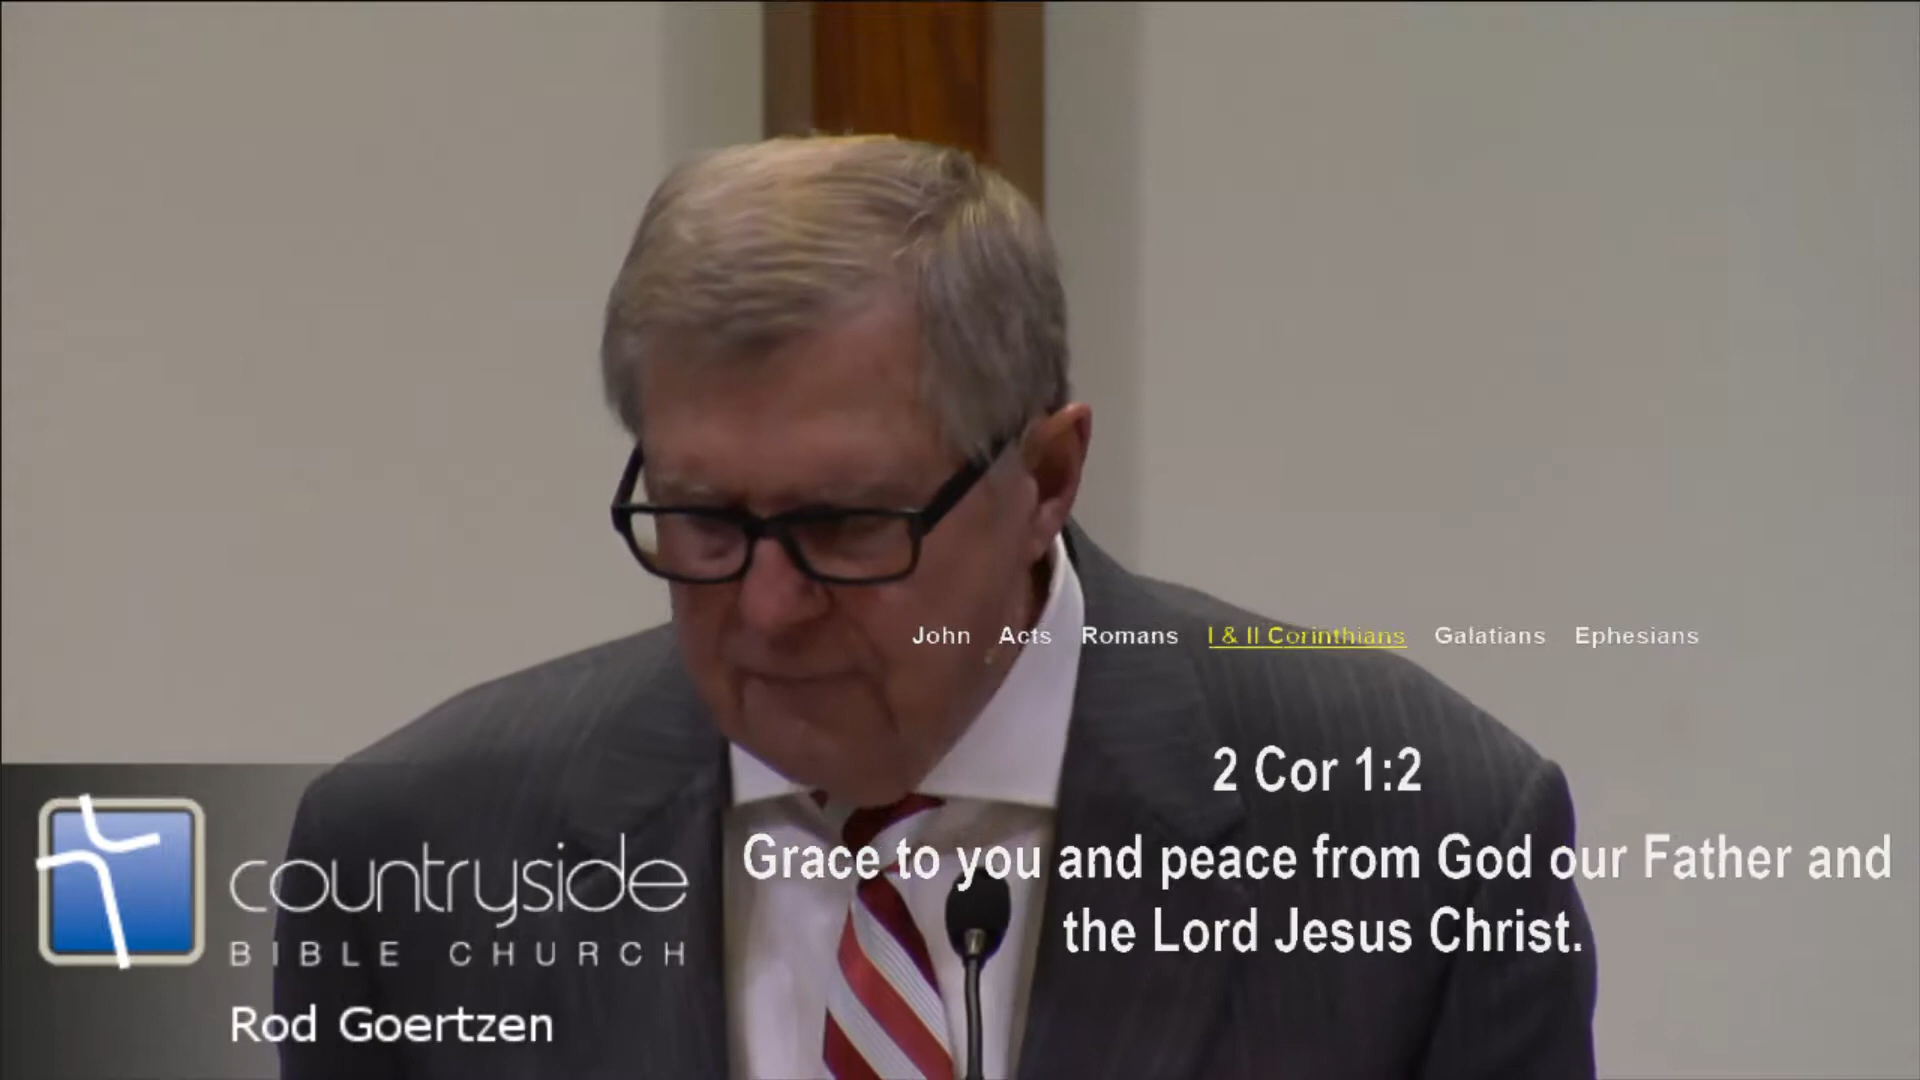 John Acts Romans I & II Corinthians Galatians Ephesians
2 Cor 1:2
Grace to you and peace from God our Father and
the Lord Jesus Christ.
countryside
BIBLE CHURCH
Rod Goertzen